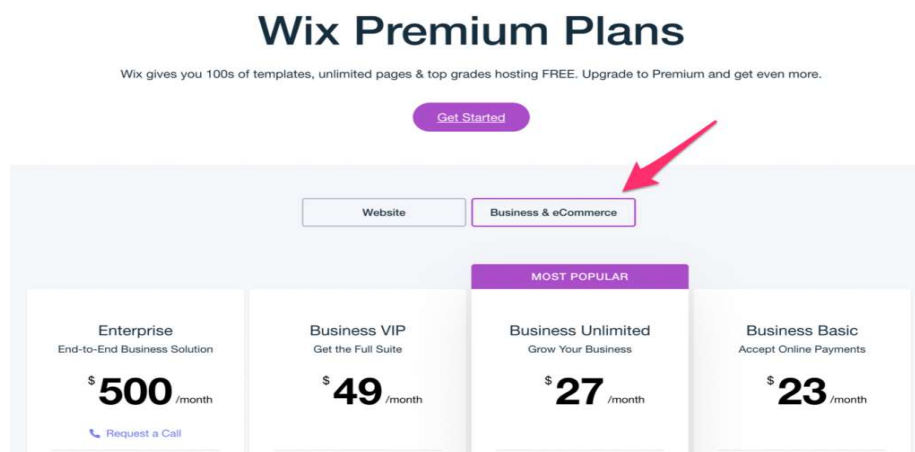 Wix Premium Plans
Wix gives you 100s of templates, unlimited pages & top grades hosting FREE. Upgrade to Premium and get even more.
Get Started
Website
Business & eCommerce
MOST POPULAR
Enterprise
End-to-End Business Solution
$500/month
Request a Call
Business VIP
Get the Full Suite
$49/month
Business Unlimited
Grow Your Business
$27/month
Business Basic
Accept Online Payments
$23/month